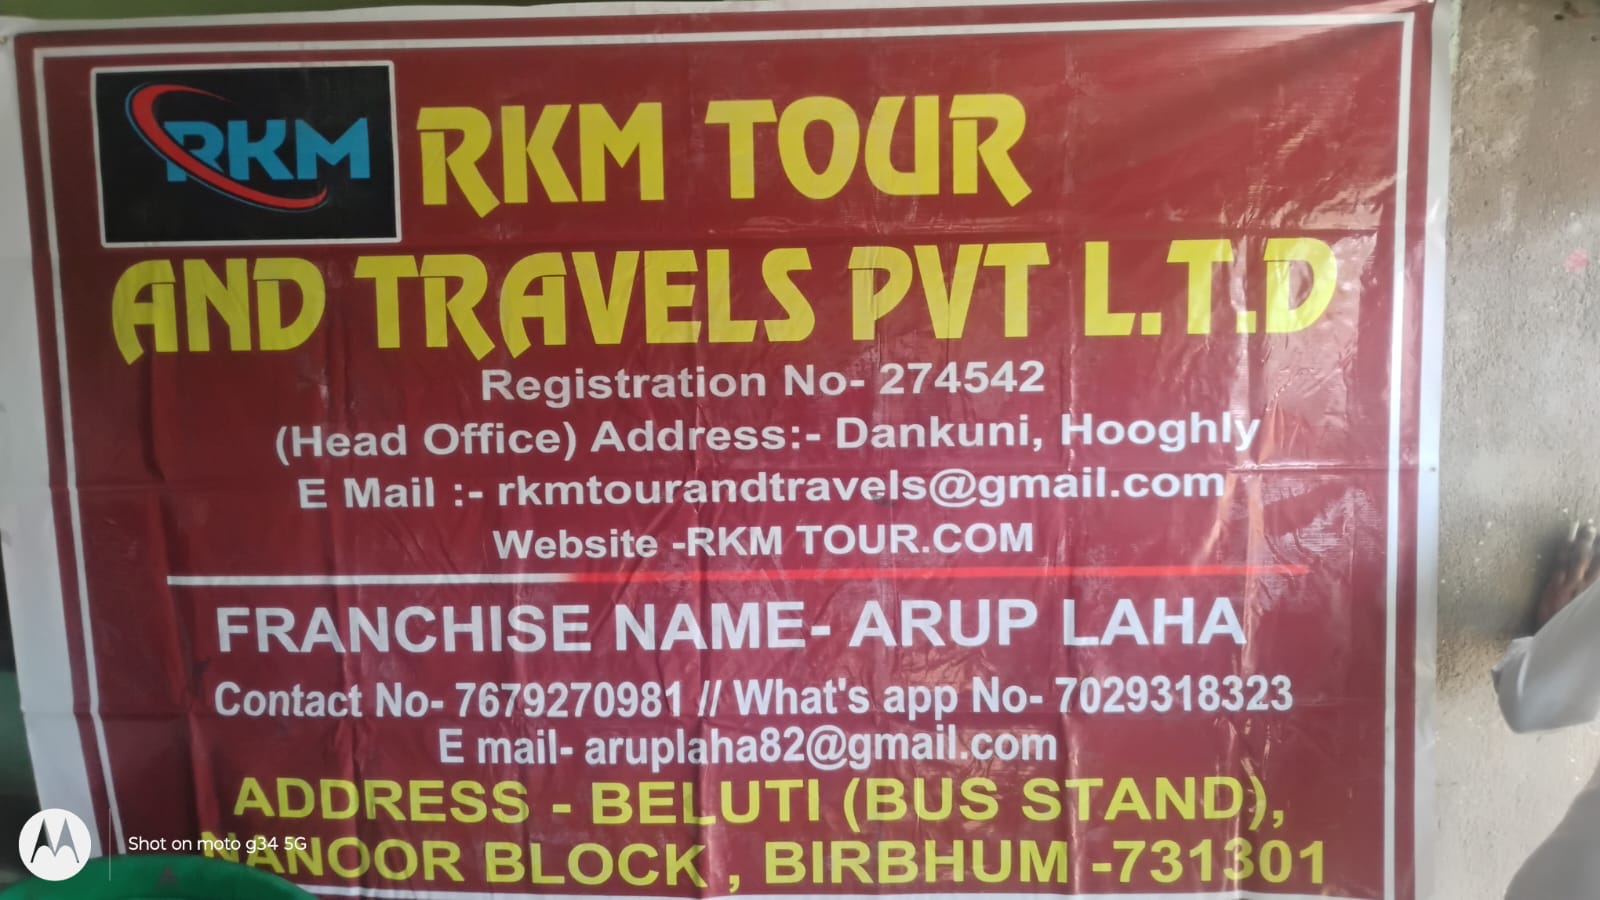 RKM
RKM TOUR
AND TRAVELS PVT L.T.D
Registration No- 274542
(Head Office) Address:- Dankuni, Hooghly
E Mail :- rkmtourandtravels@gmail.com
Website -RKM TOUR.COM
FRANCHISE NAME- ARUP LAHA
Contact No- 7679270981 // What's app No- 7029318323
E mail- aruplaha82@gmail.com
ADDRESS - BELUTI (BUS STAND),
NANOOR BLOCK , BIRBHUM -731301
Shot on moto g34 5G